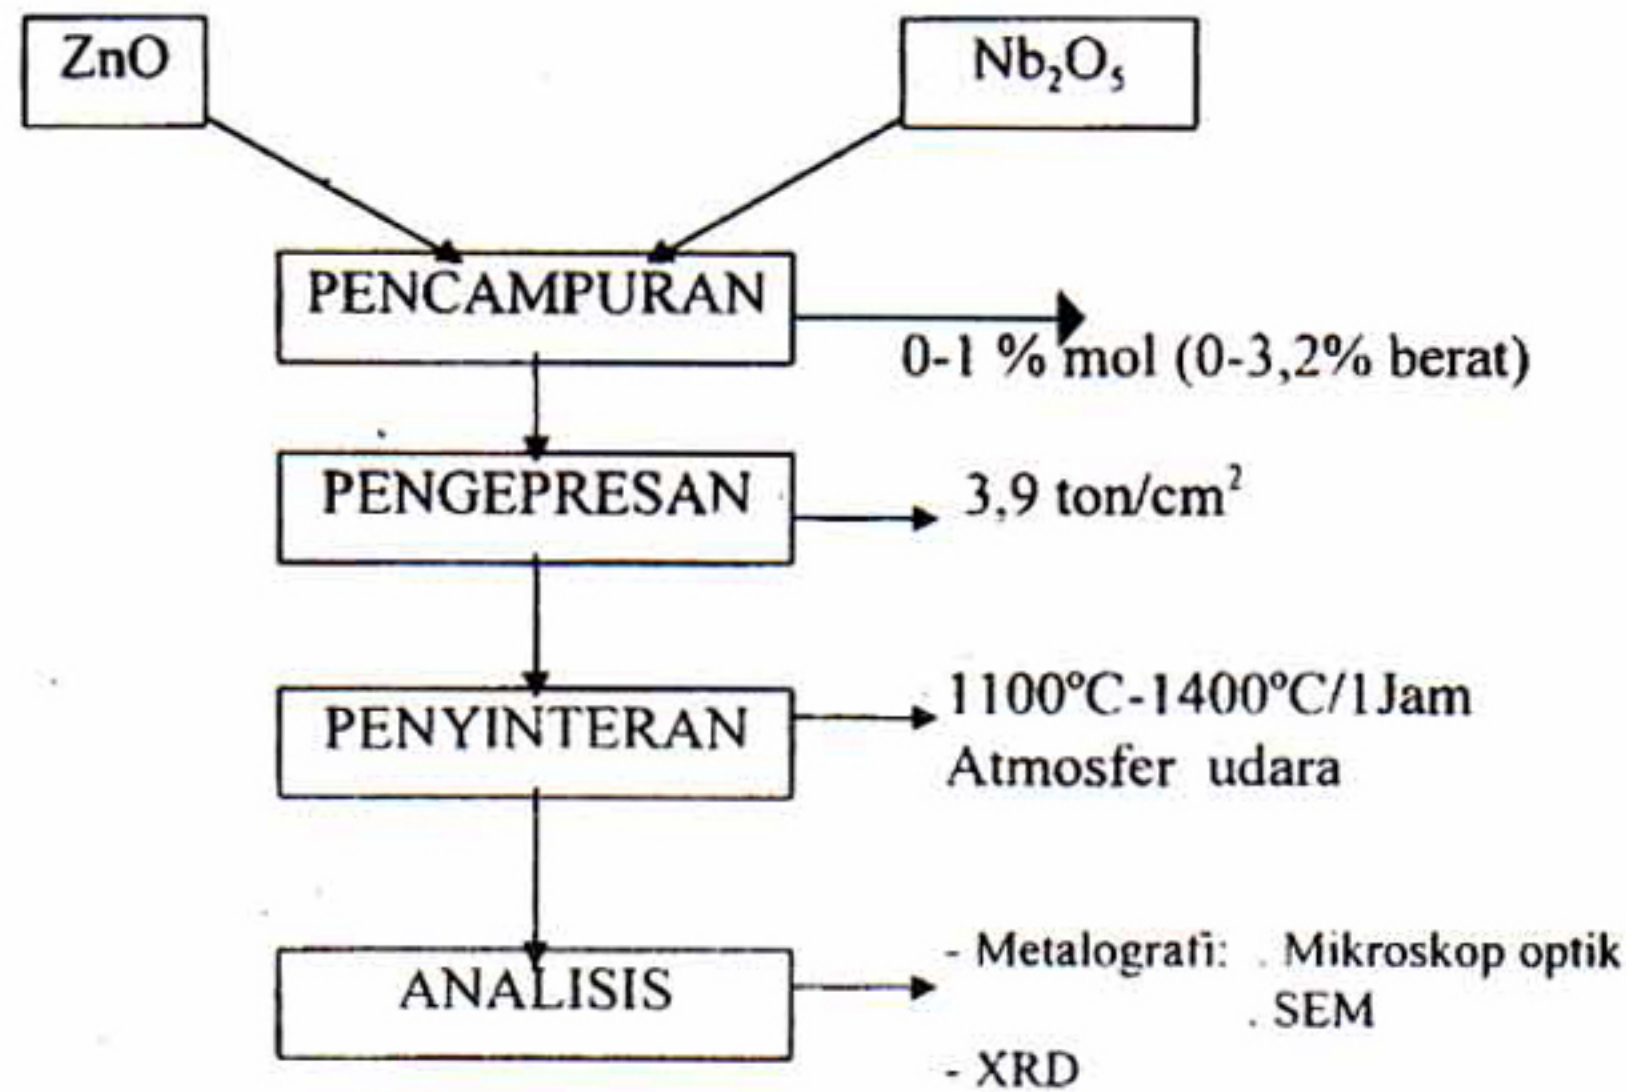 ZnO
Nb₂O₅
PENCAMPURAN
0-1 % mol (0-3,2% berat)
PENGEPRESAN
3,9 ton/cm²
PENYINTERAN
1100ºC-1400ºC/1Jam
Atmosfer udara
ANALISIS
- Metalografi: . Mikroskop optik
. SEM
- XRD